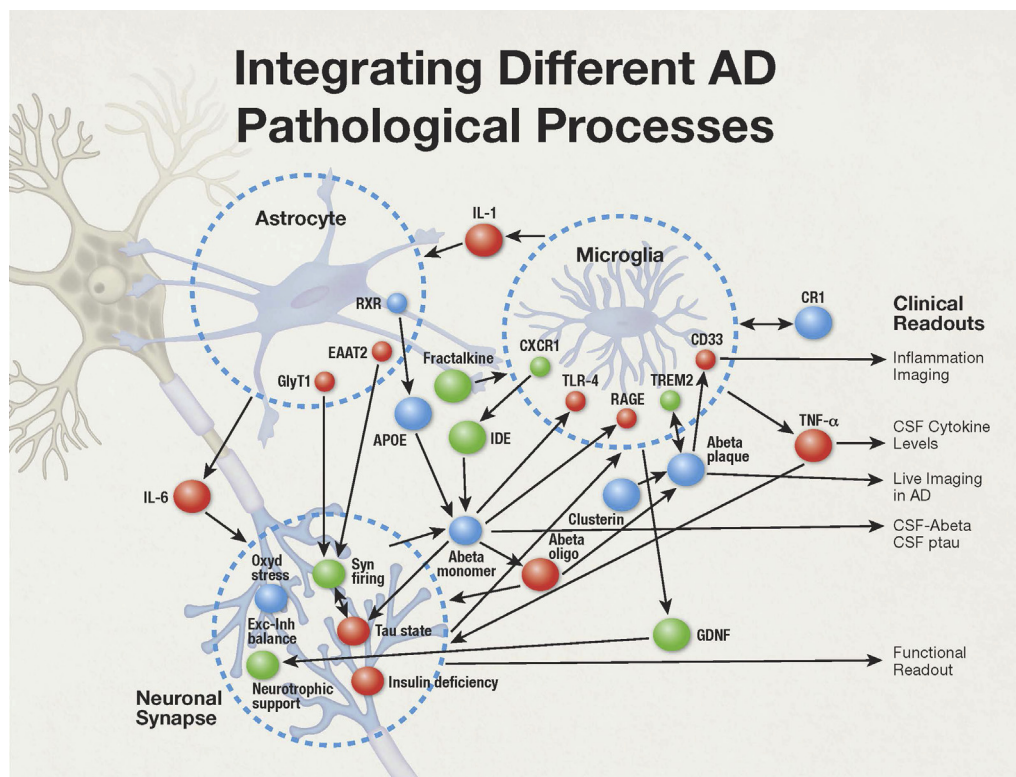 Integrating Different AD
Pathological Processes
Astrocyte
IL-1
Microglia
RXR
CR1
Clinical
Readouts
EAAT2
Fractalkine
CXCR1
CD33
Inflammation
Imaging
GlyT1
TLR-4
TREM2
RAGE
TNF-α
CSF Cytokine
Levels
APOE
IDE
Abeta
plaque
Live Imaging
in AD
IL-6
Clusterin
CSF-Abeta
CSF ptau
Abeta
monomer
Abeta
oligo
Oxyd
stress
Syn
firing
Exc-Inh
balance
Tau state
GDNF
Functional
Readout
Neurotrophic
support
Insulin deficiency
Neuronal
Synapse